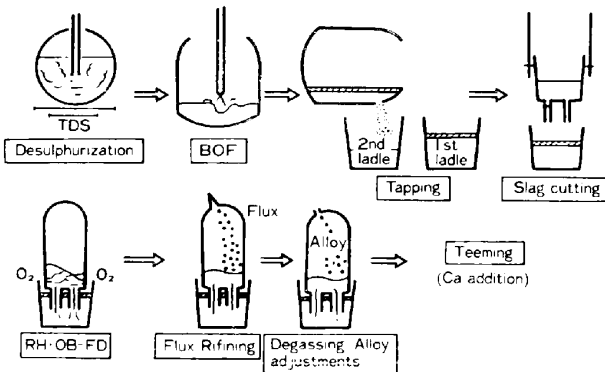 TDS
Desulphurization
BOF
2nd
ladle
1st
ladle
Tapping
Slag cutting
O₂
O₂
RH·OB-FD
Flux
Flux Rifining
Alloy
Degassing Alloy
adjustments
Teeming
(Ca addition)